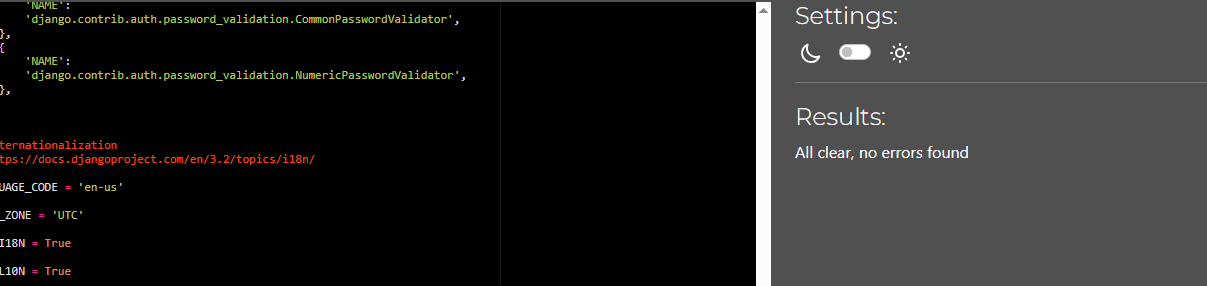 'NAME':
'django.contrib.auth.password_validation.CommonPasswordValidator',
},
{
'NAME':
'django.contrib.auth.password_validation.NumericPasswordValidator',
},
ternationalization
tps://docs.djangoproject.com/en/3.2/topics/i18n/
UAGE_CODE = 'en-us'
_ZONE = 'UTC'
I18N = True
L10N = True
Settings:
Results:
All clear, no errors found